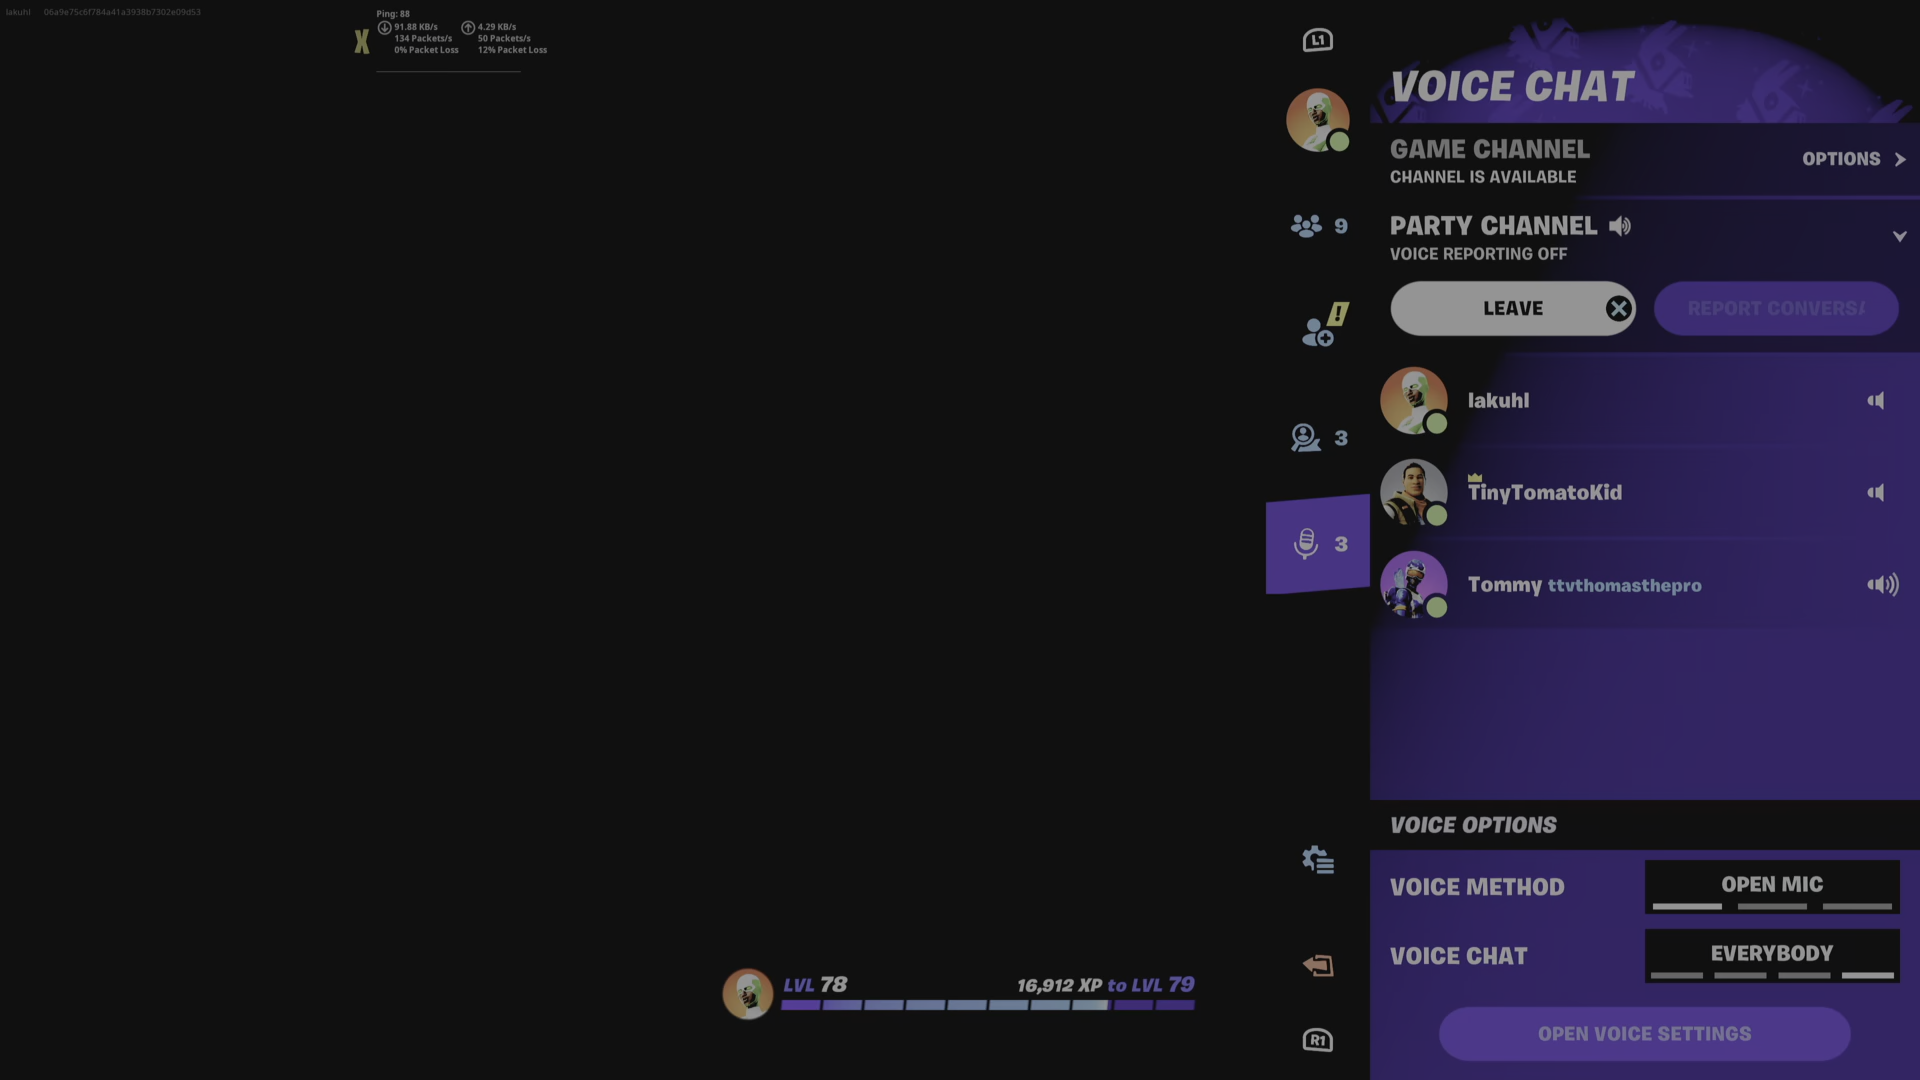 lakuhl 06a9e75c6f784a41a3938b7302e09d53
Ping: 88
91.88 KB/s 4.29 KB/s
134 Packets/s 50 Packets/s
0% Packet Loss 12% Packet Loss
L1
VOICE CHAT
GAME CHANNEL
CHANNEL IS AVAILABLE
OPTIONS
9
PARTY CHANNEL
VOICE REPORTING OFF
LEAVE
REPORT CONVERSA
lakuhl
3
TinyTomatoKid
3
Tommy ttvthomasthepro
VOICE OPTIONS
VOICE METHOD
OPEN MIC
VOICE CHAT
EVERYBODY
LVL 78
16,912 XP to LVL 79
OPEN VOICE SETTINGS
R1